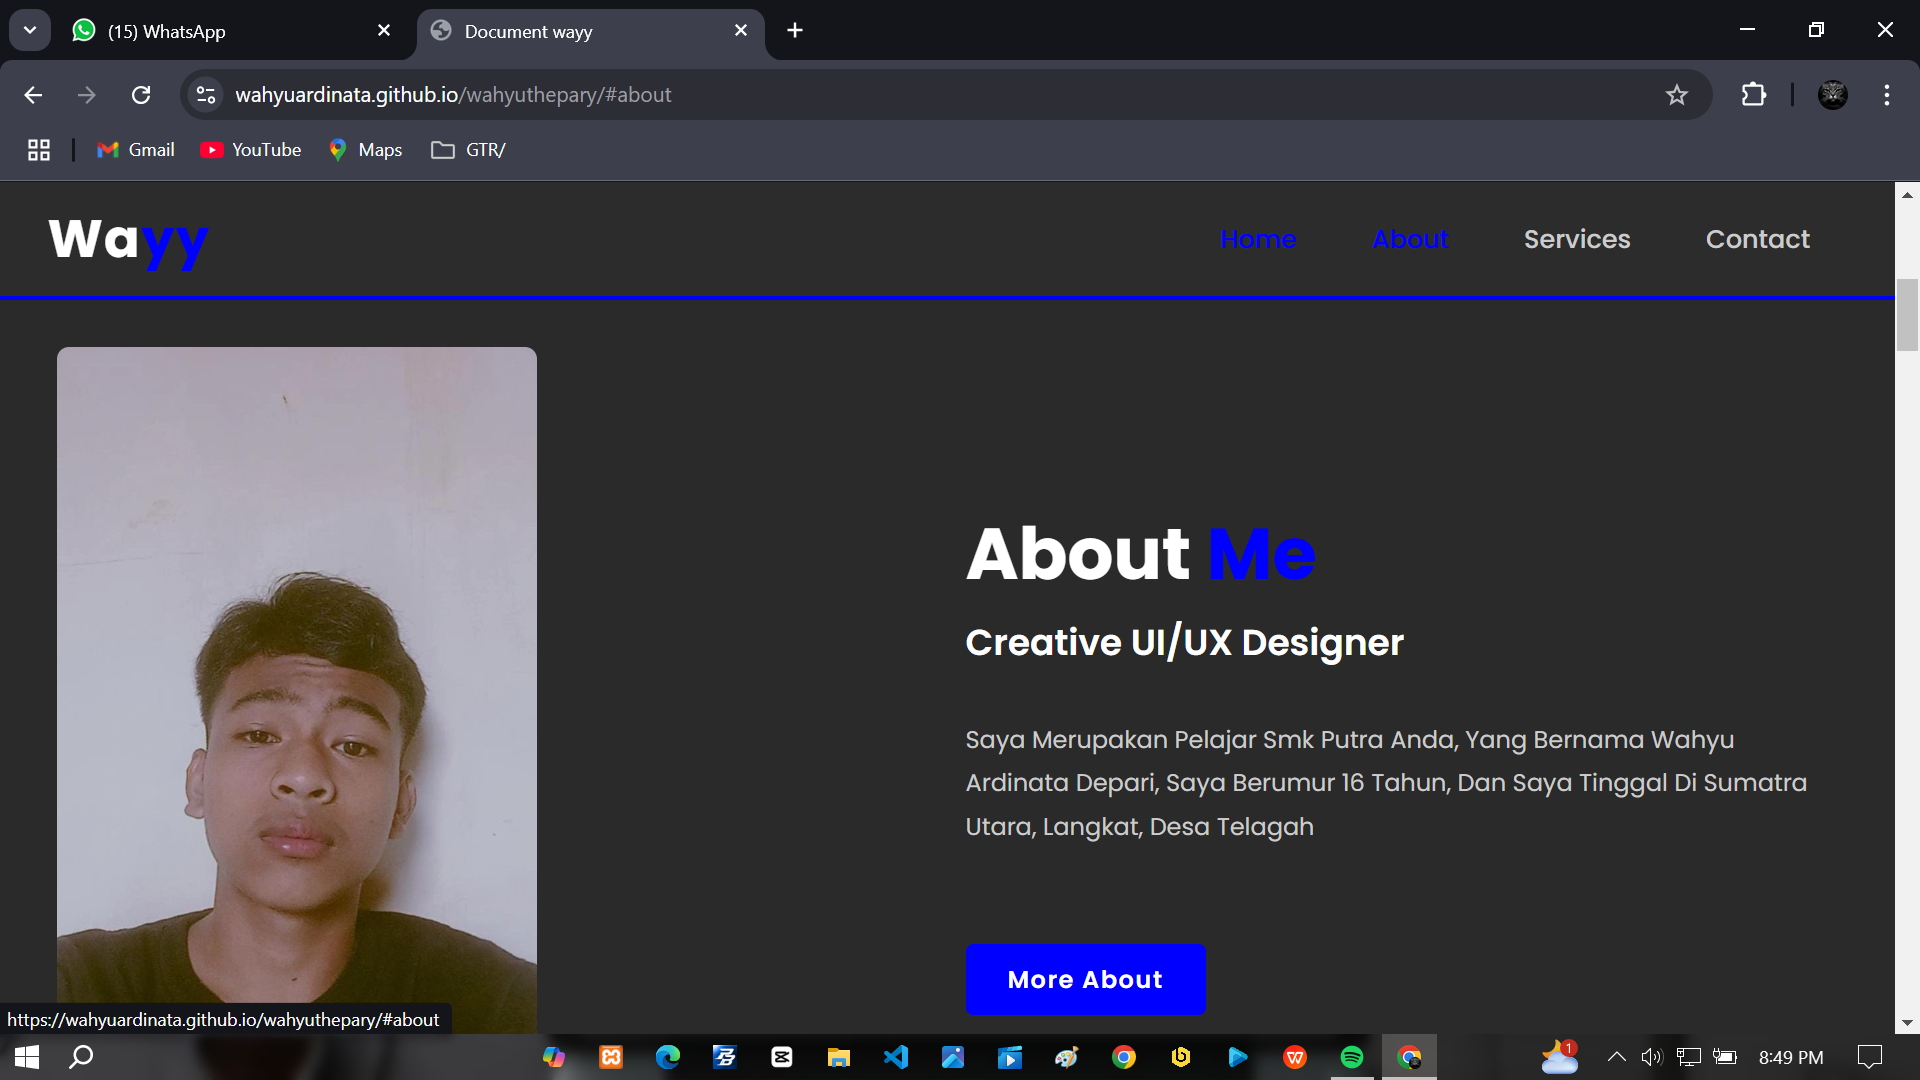 (15) WhatsApp
Document wayy
wahyuardinata.github.io/wahyuthepary/#about
Gmail
YouTube
Maps
GTR/
Wayy
Home
About
Services
Contact
About Me
Creative UI/UX Designer
Saya Merupakan Pelajar Smk Putra Anda, Yang Bernama Wahyu
Ardinata Depari, Saya Berumur 16 Tahun, Dan Saya Tinggal Di Sumatra
Utara, Langkat, Desa Telagah
More About
https://wahyuardinata.github.io/wahyuthepary/#about
1
8:49 PM